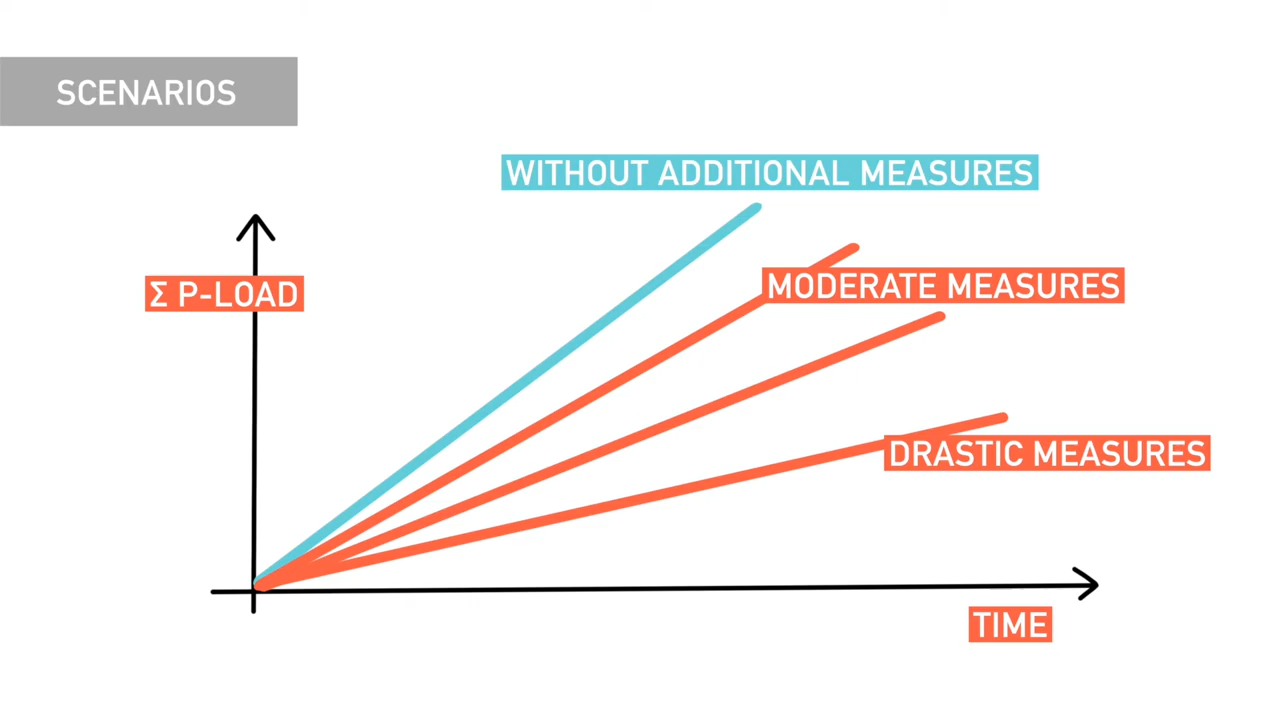 SCENARIOS
WITHOUT ADDITIONAL MEASURES
Σ P-LOAD
MODERATE MEASURES
DRASTIC MEASURES
TIME